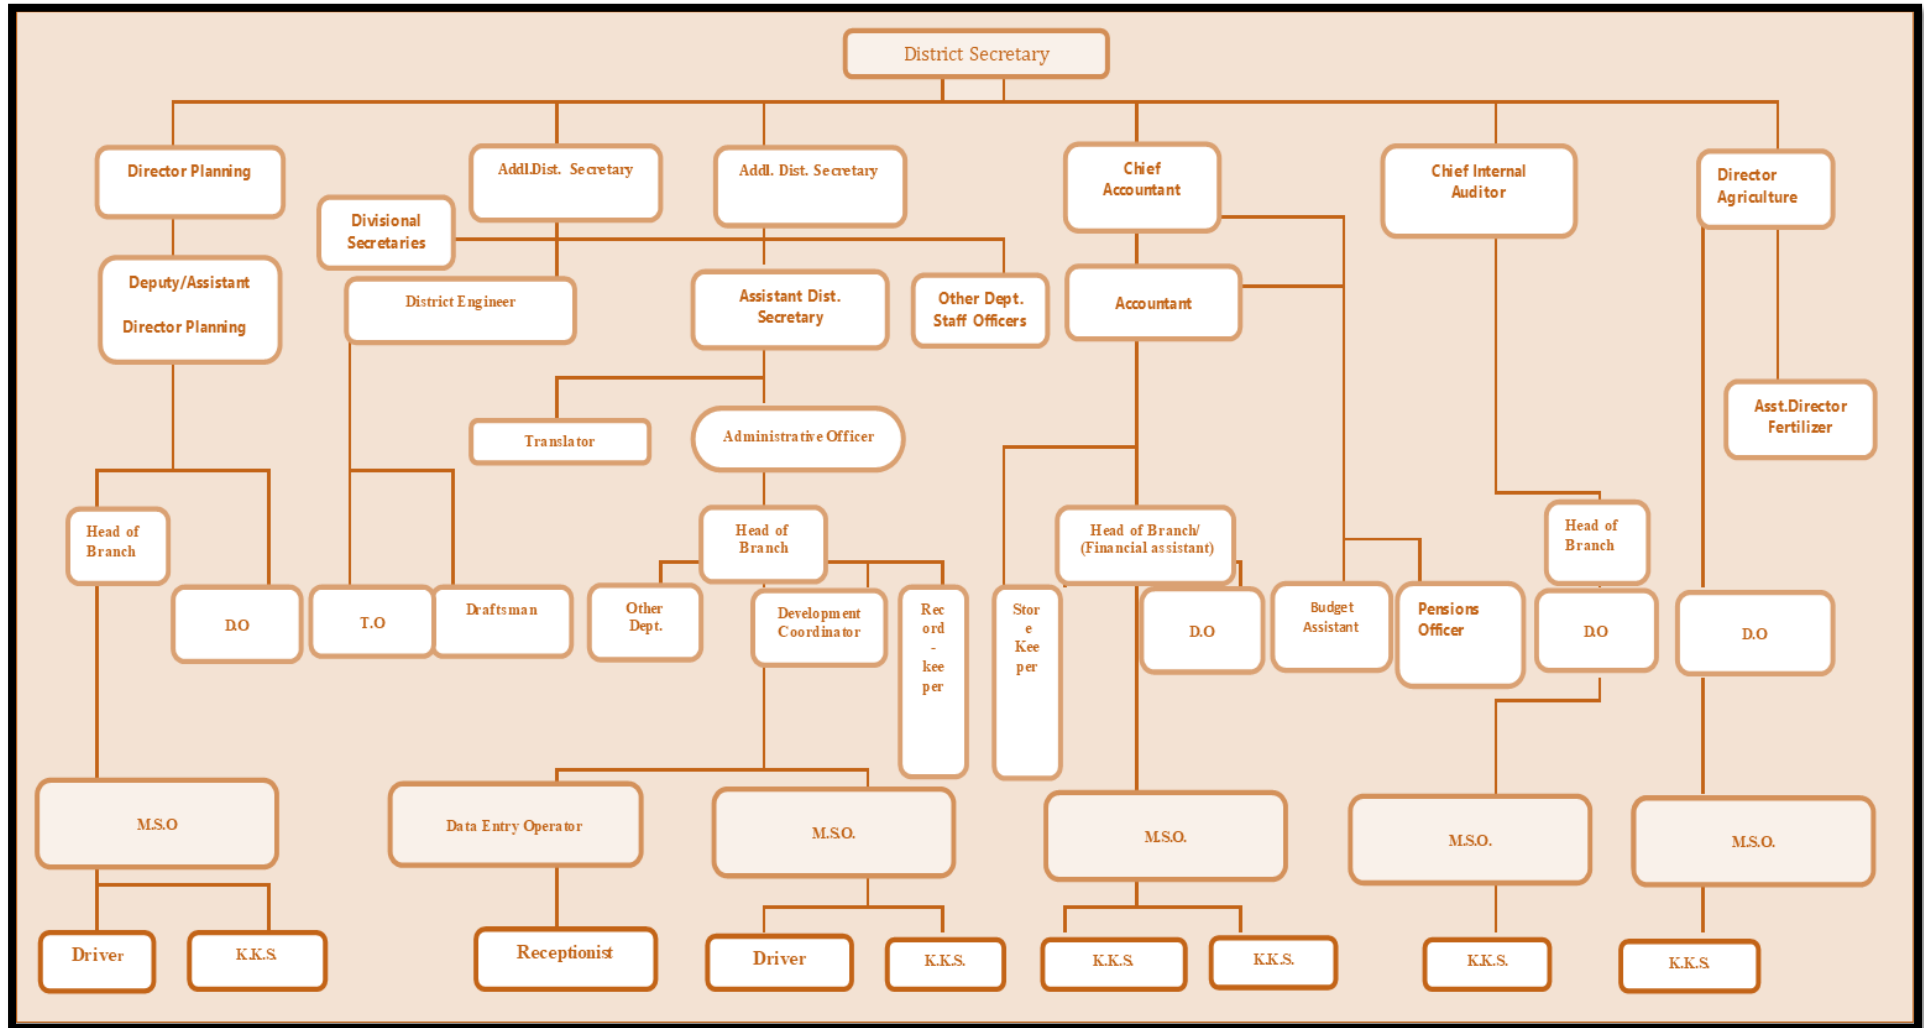 District Secretary
Director Planning
Addl.Dist. Secretary
Addl. Dist. Secretary
Chief
Accountant
Chief Internal
Auditor
Director
Agriculture
Divisional
Secretaries
Deputy/Assistant
Director Planning
District Engineer
Assistant Dist.
Secretary
Other Dept.
Staff Officers
Accountant
Asst.Director
Fertilizer
Translator
Administrative Officer
Head of
Branch
Head of
Branch
Head of Branch/
(Financial assistant)
Head of
Branch
D.O
T.O
Draftsman
Other
Dept.
Development
Coordinator
Rec
ord
-
kee
per
Stor
e
Kee
per
D.O
Budget
Assistant
Pensions
Officer
D.O
D.O
M.S.O
Data Entry Operator
M.S.O.
M.S.O.
M.S.O.
M.S.O.
Driver
K.K.S.
Receptionist
Driver
K.K.S.
K.K.S.
K.K.S.
K.K.S.
K.K.S.